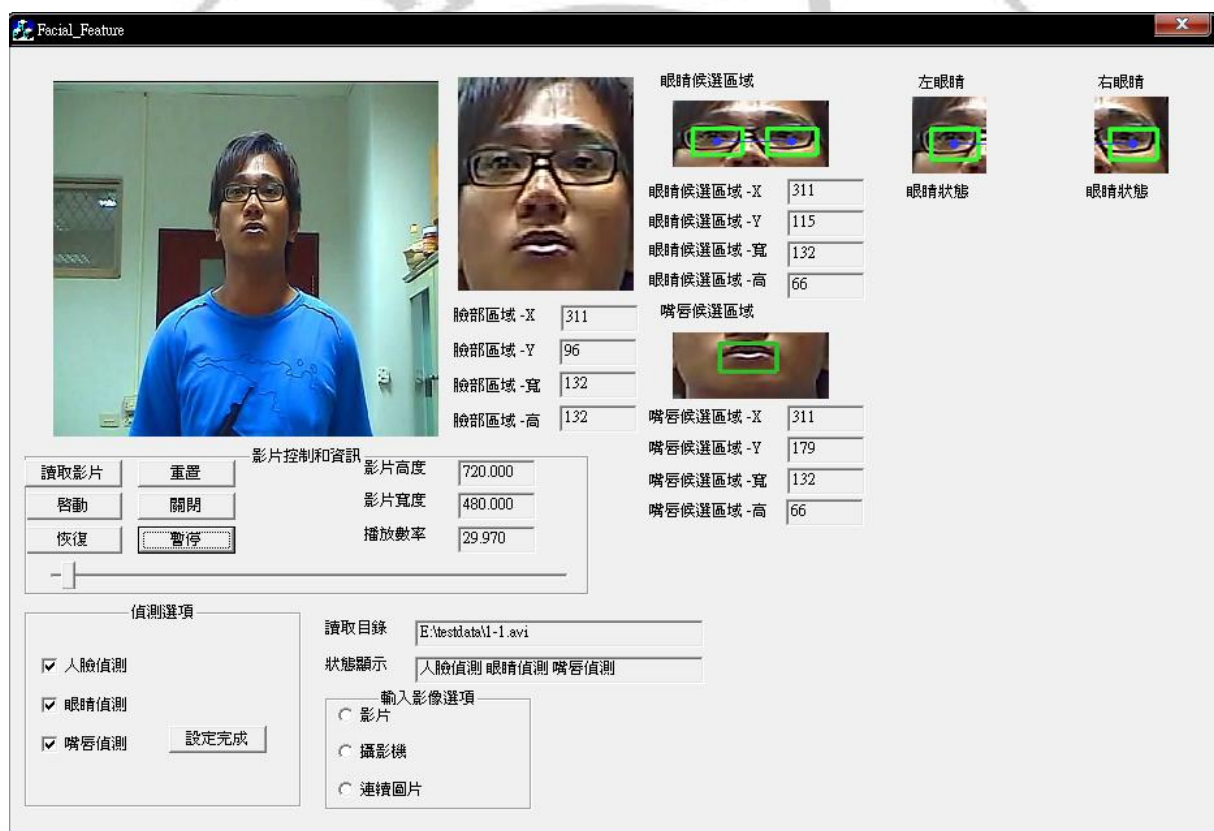 Facial_Feature
X
眼睛候選區域
左眼睛
右眼睛
眼睛候選區域 -X 311
眼睛狀態
眼睛狀態
眼睛候選區域 -Y 115
眼睛候選區域 -寬 132
眼睛候選區域 -高 66
臉部區域 -X 311
臉部區域 -Y 96
臉部區域 -寬 132
臉部區域 -高 132
嘴唇候選區域
嘴唇候選區域 -X 311
嘴唇候選區域 -Y 179
嘴唇候選區域 -寬 132
嘴唇候選區域 -高 66
影片控制和資訊
讀取影片
重置
影片高度 720.000
啓動
關閉
影片寬度 480.000
恢復
暫停
播放數率 29.970
偵測選項
人臉偵測
眼睛偵測
嘴唇偵測
設定完成
讀取目錄 E:\testdata\1-1.avi
狀態顯示 人臉偵測 眼睛偵測 嘴唇偵測
輸入影像選項
影片
攝影機
連續圖片